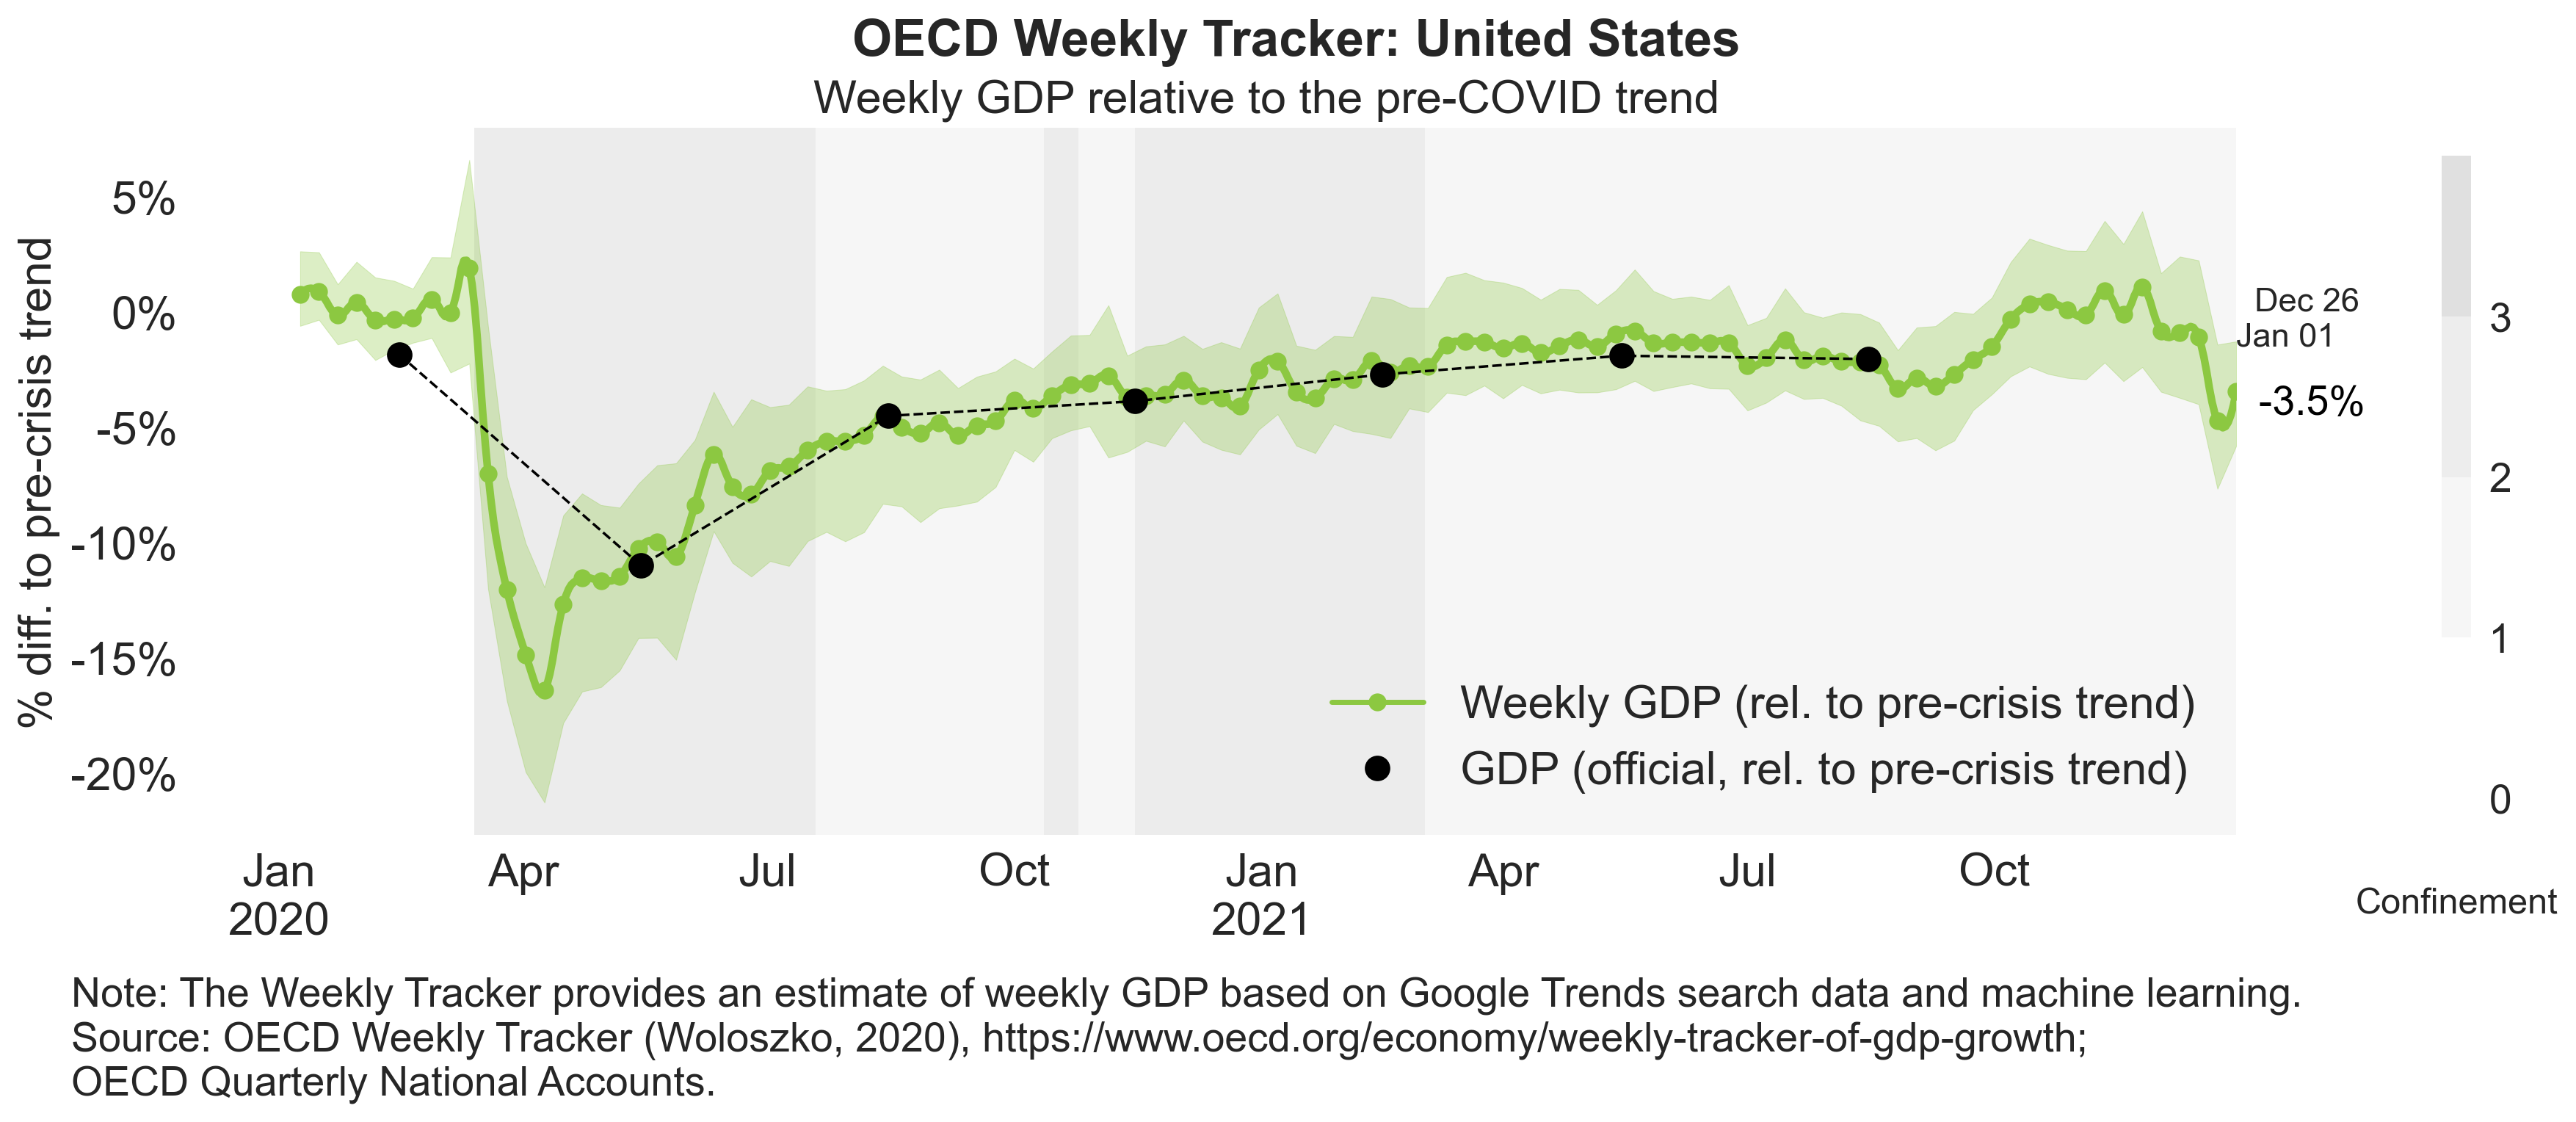 OECD Weekly Tracker: United States
Weekly GDP relative to the pre-COVID trend
% diff. to pre-crisis trend
5%
0%
-5%
-10%
-15%
-20%
Dec 26
Jan 01
-3.5%
3
2
1
0
Confinement
Weekly GDP (rel. to pre-crisis trend)
GDP (official, rel. to pre-crisis trend)
Jan Apr Jul Oct Jan Apr Jul Oct
2020 2021
Note: The Weekly Tracker provides an estimate of weekly GDP based on Google Trends search data and machine learning.
Source: OECD Weekly Tracker (Woloszko, 2020), https://www.oecd.org/economy/weekly-tracker-of-gdp-growth;
OECD Quarterly National Accounts.